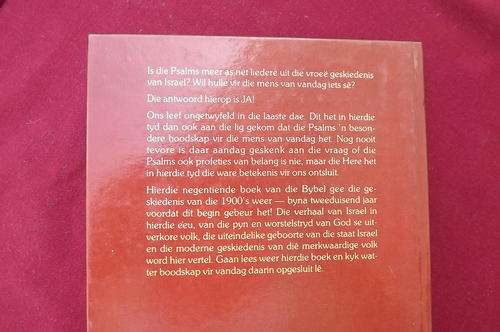 Is die Psalms meer as net liedere uit die vroeë geskiedenis
van Israel? Wil hulle vir die mens van vandag iets sê?
Die antwoord hierop is JA!
Ons leef ongetwyfeld in die laaste dae. Dit het in hierdie
tyd dan ook aan die lig gekom dat die Psalms 'n beson-
dere boodskap vir die mens van vandag het. Nog nooit
tevore is daar aandag geskenk aan die vraag of die
Psalms ook profeties van belang is nie, maar die Here het
in hierdie tyd die ware betekenis vir ons ontsluit.
Hierdie negentiende boek van die Bybel gee die ge-
skiedenis van die 1900's weer — byna tweeduisend jaar
voordat dit begin gebeur het! Die verhaal van Israel in
hierdie eeu, van die pyn en worstelstryd van God se uit-
verkore volk, die uiteindelike geboorte van die staat Israel
en die moderne geskiedenis van dié merkwaardige volk
word hier vertel. Gaan lees weer hierdie boek en kyk wat-
ter boodskap vir vandag daarin opgesluit lê.